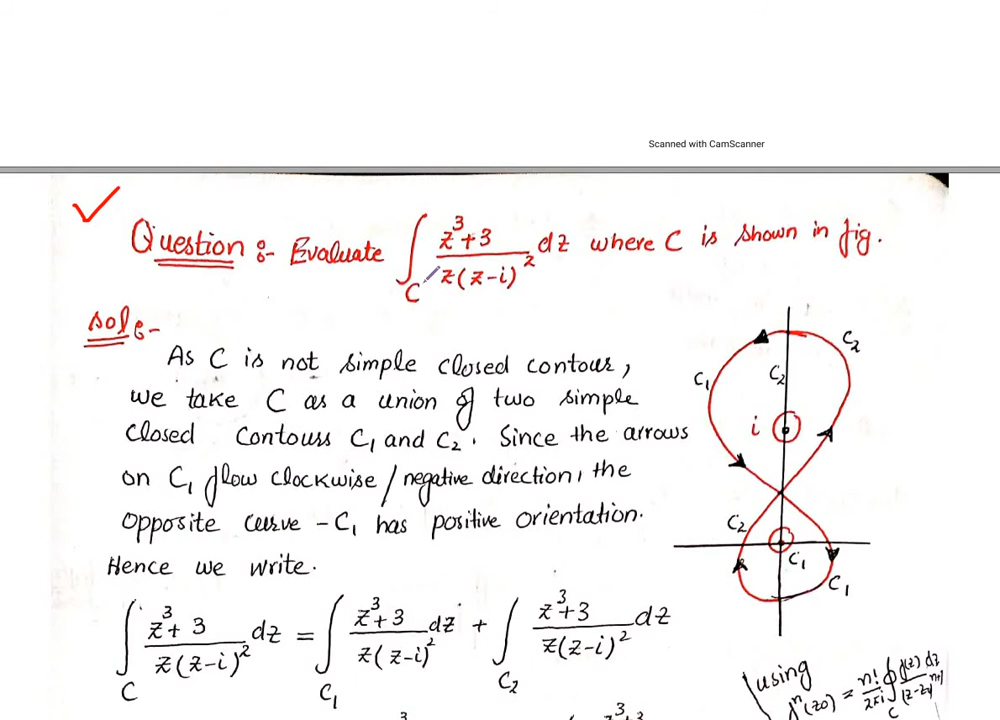 Scanned with CamScanner
Question :- Evaluate ∫_C (z³+3)/(z(z-i)²) dz where C is shown in fig.
Sol :-
As C is not simple closed contour,
we take C as a union of two simple
closed contours C₁ and C₂. Since the arrows
on C₁ flow clockwise / negative direction, the
opposite curve -C₁ has positive orientation.
Hence we write.
∫_C (z³+3)/(z(z-i)²) dz = ∫_C₁ (z³+3)/(z(z-i)²) dz + ∫_C₂ (z³+3)/(z(z-i)²) dz
C₂
C₁
C₂
i
C₂
C₁
C₁
using
fⁿ(z₀) = n!/2πi ∮_C f(z) dz/(z-z₀)ⁿ⁺¹